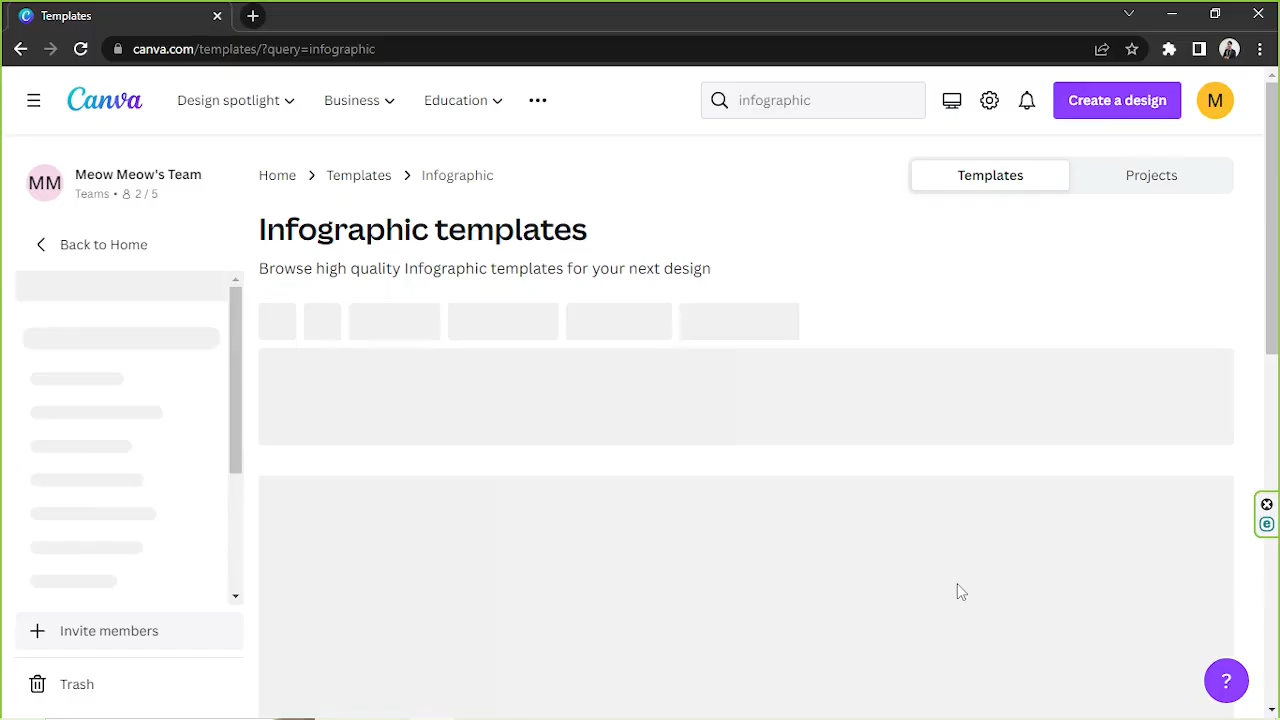 Templates
canva.com/templates/?query=infographic
Canva
Design spotlight
Business
Education
infographic
Create a design
M
MM
Meow Meow's Team
Teams • 2 / 5
Home
Templates
Infographic
Templates
Projects
Infographic templates
Back to Home
Browse high quality Infographic templates for your next design
Invite members
Trash
?